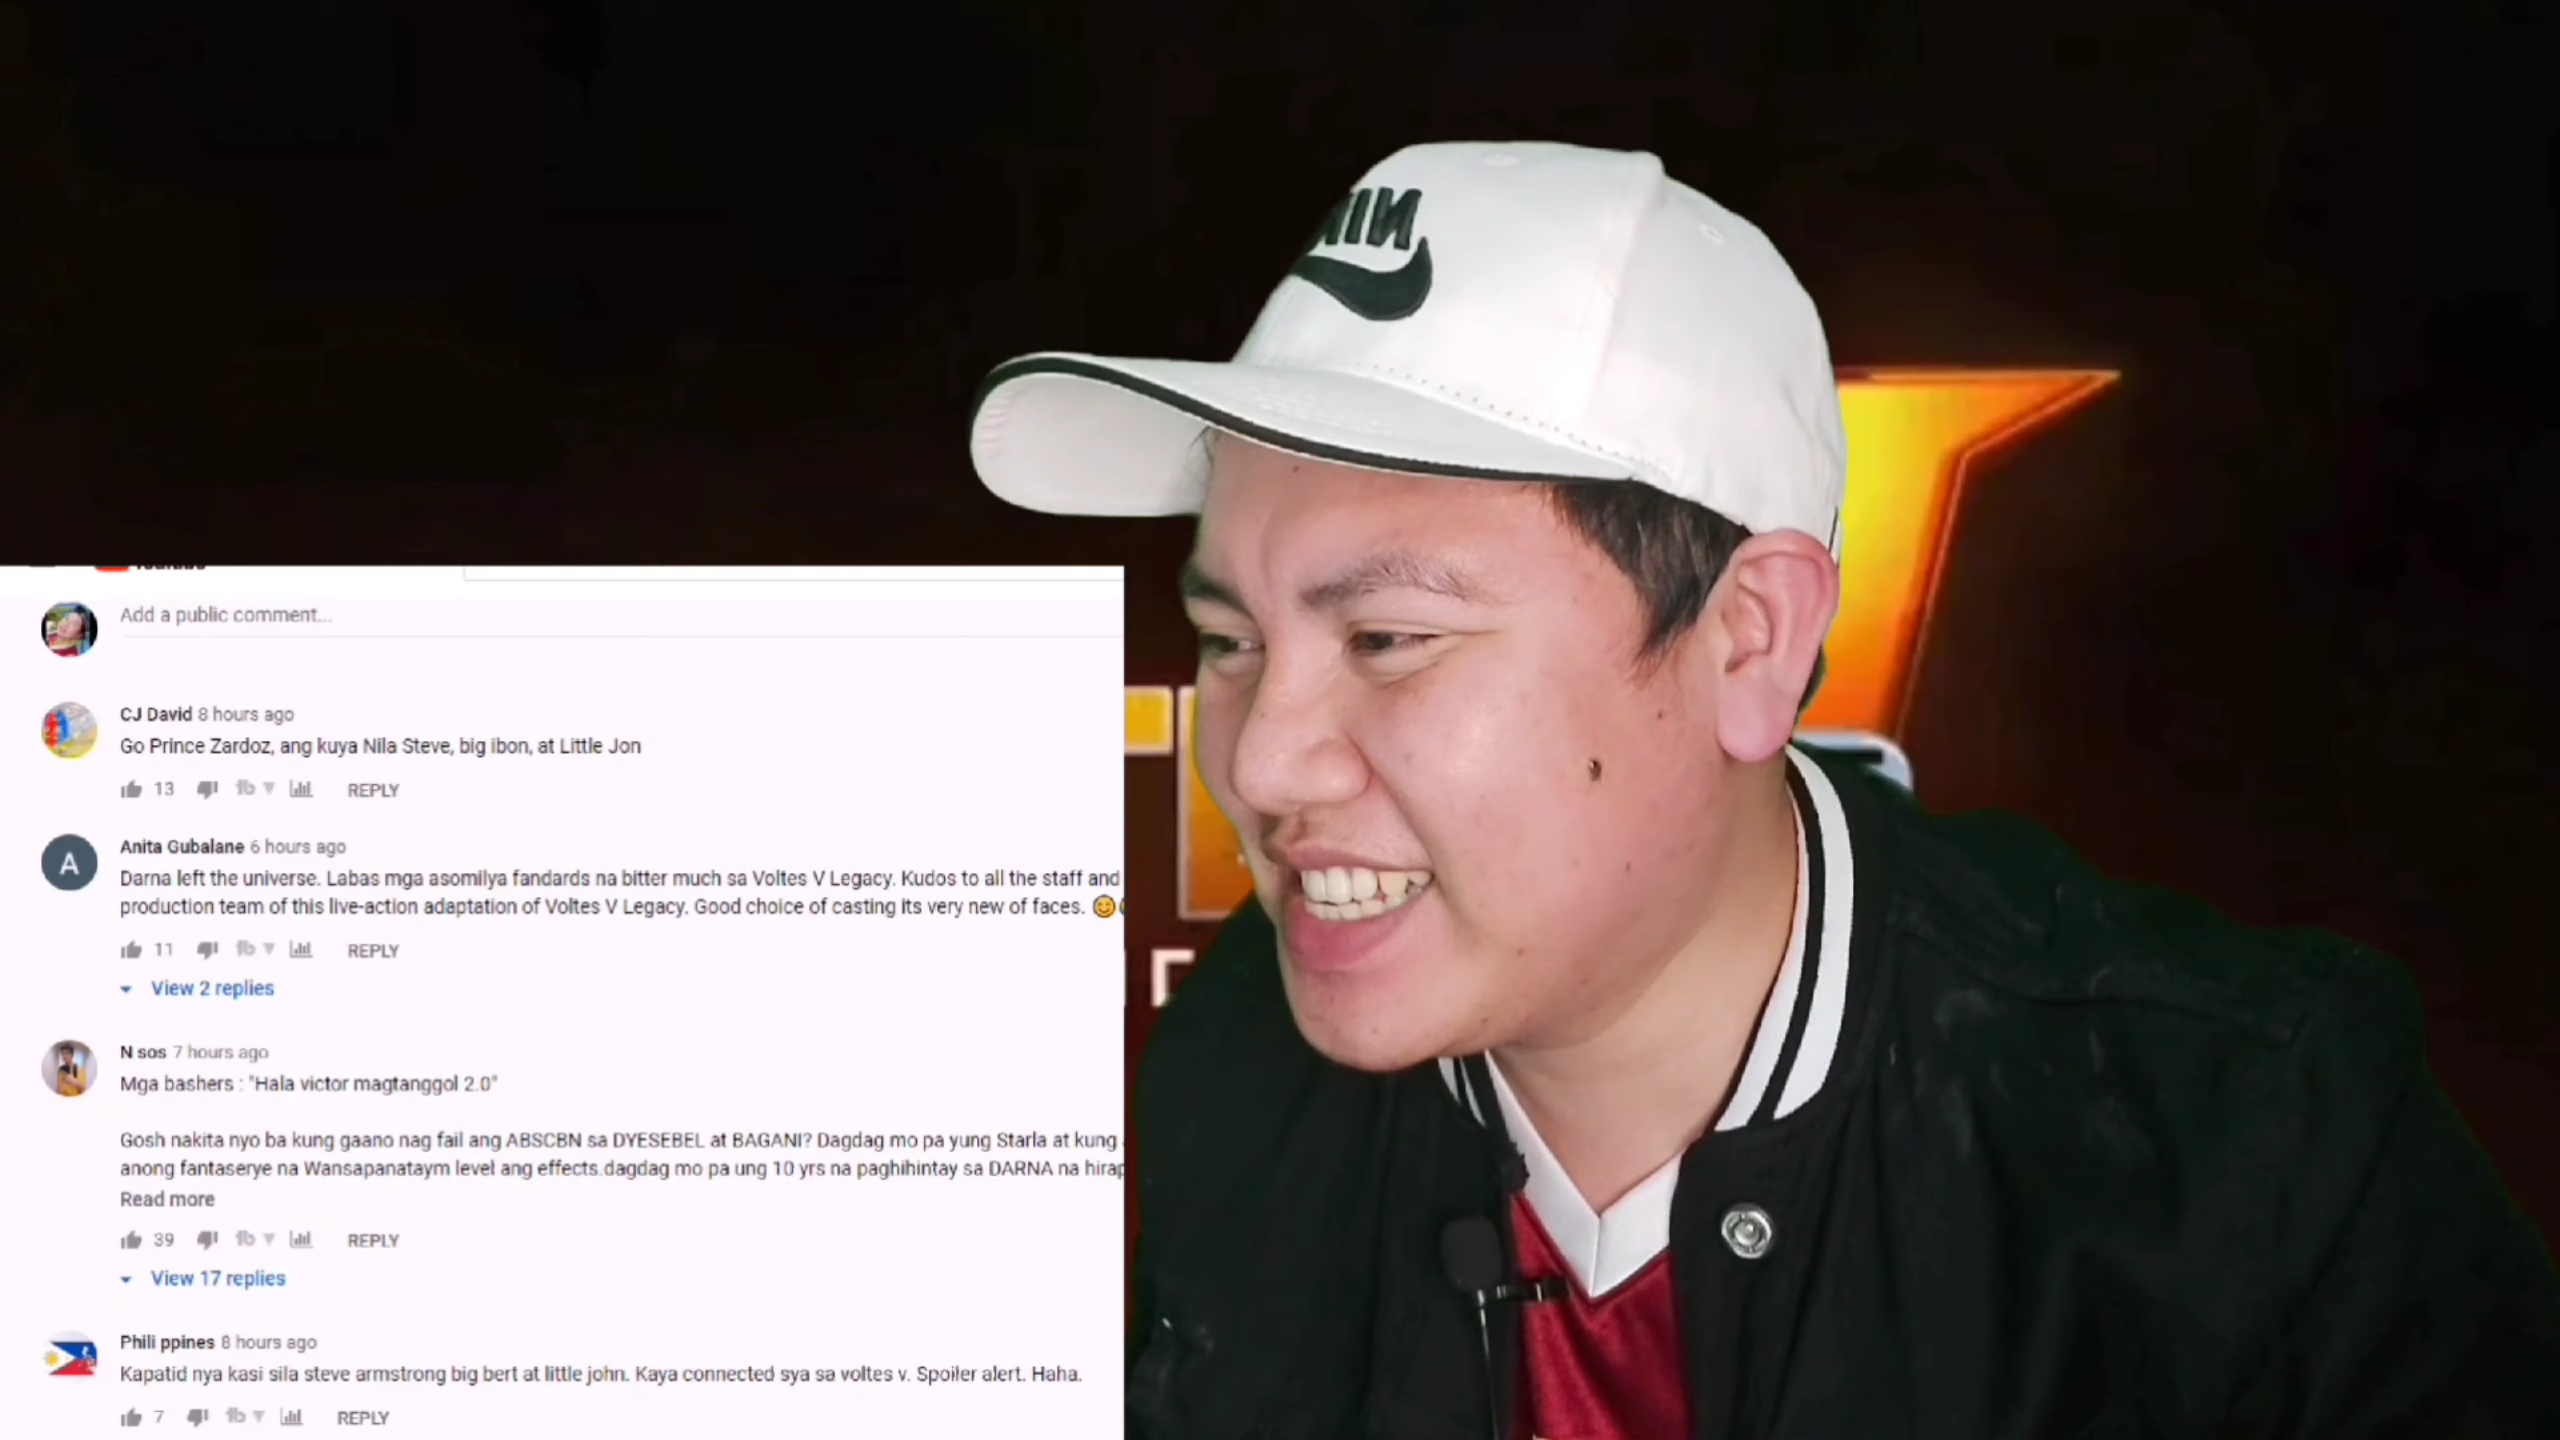 Add a public comment...
CJ David 8 hours ago
Go Prince Zardoz, ang kuya Nila Steve, big ibon, at Little Jon
13 REPLY
A
Anita Gubalane 6 hours ago
Darna left the universe. Labas mga asomilya fandards na bitter much sa Voltes V Legacy. Kudos to all the staff and
production team of this live-action adaptation of Voltes V Legacy. Good choice of casting its very new of faces. 😊
11 REPLY
View 2 replies
N sos 7 hours ago
Mga bashers : "Hala victor magtanggol 2.0"
Gosh nakita nyo ba kung gaano nag fail ang ABSCBN sa DYESEBEL at BAGANI? Dagdag mo pa yung Starla at kung
anong fantaserye na Wansapanataym level ang effects.dagdag mo pa ung 10 yrs na paghihintay sa DARNA na
Read more
39 REPLY
View 17 replies
Phili ppines 8 hours ago
Kapatid nya kasi sila steve armstrong big bert at little john. Kaya connected sya sa voltes v. Spoiler alert. Haha.
7 REPLY